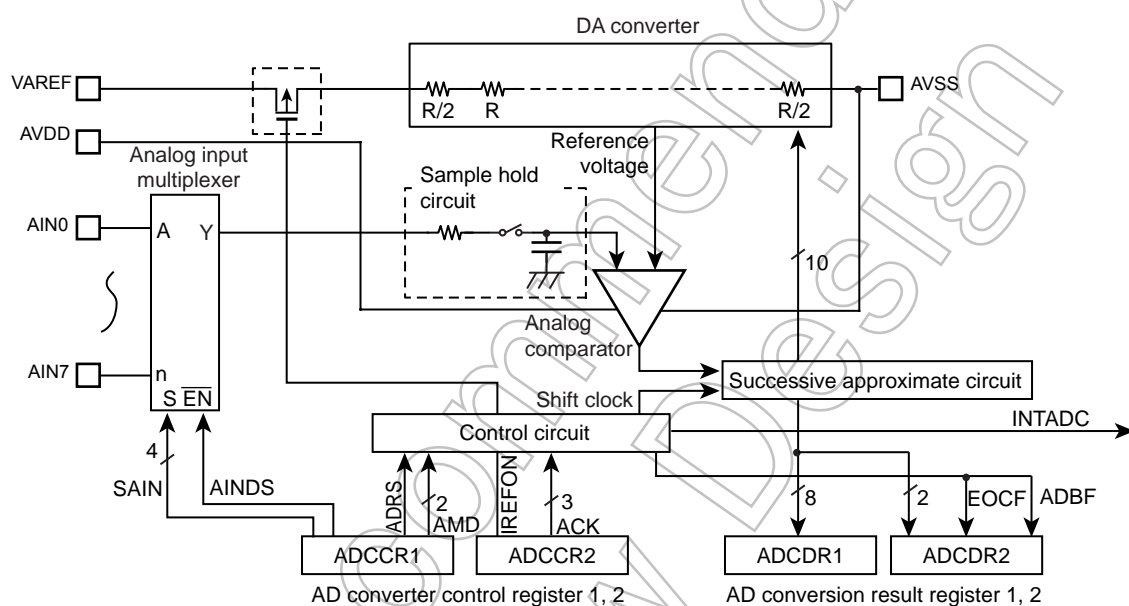 DA converter
VAREF
AVSS
R/2
R
R/2
AVDD
Reference
voltage
Analog input
multiplexer
Sample hold
circuit
AIN0
A
Y
10
Analog
comparator
AIN7
n
S EN
Successive approximate circuit
Shift clock
INTADC
Control circuit
4
SAIN
AINDS
ADRS
2
AMD
IREFON
3
ACK
8
2
EOCF
ADBF
ADCCR1
ADCCR2
ADCDR1
ADCDR2
AD converter control register 1, 2
AD conversion result register 1, 2